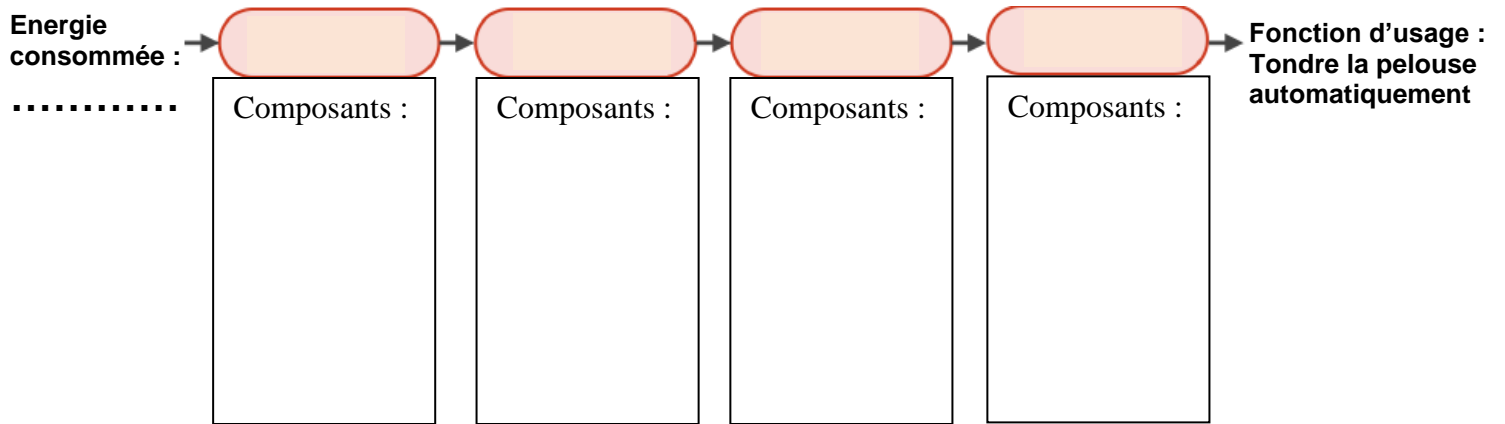 Energie
consommée :
............
Composants :
Composants :
Composants :
Composants :
Fonction d'usage :
Tondre la pelouse
automatiquement